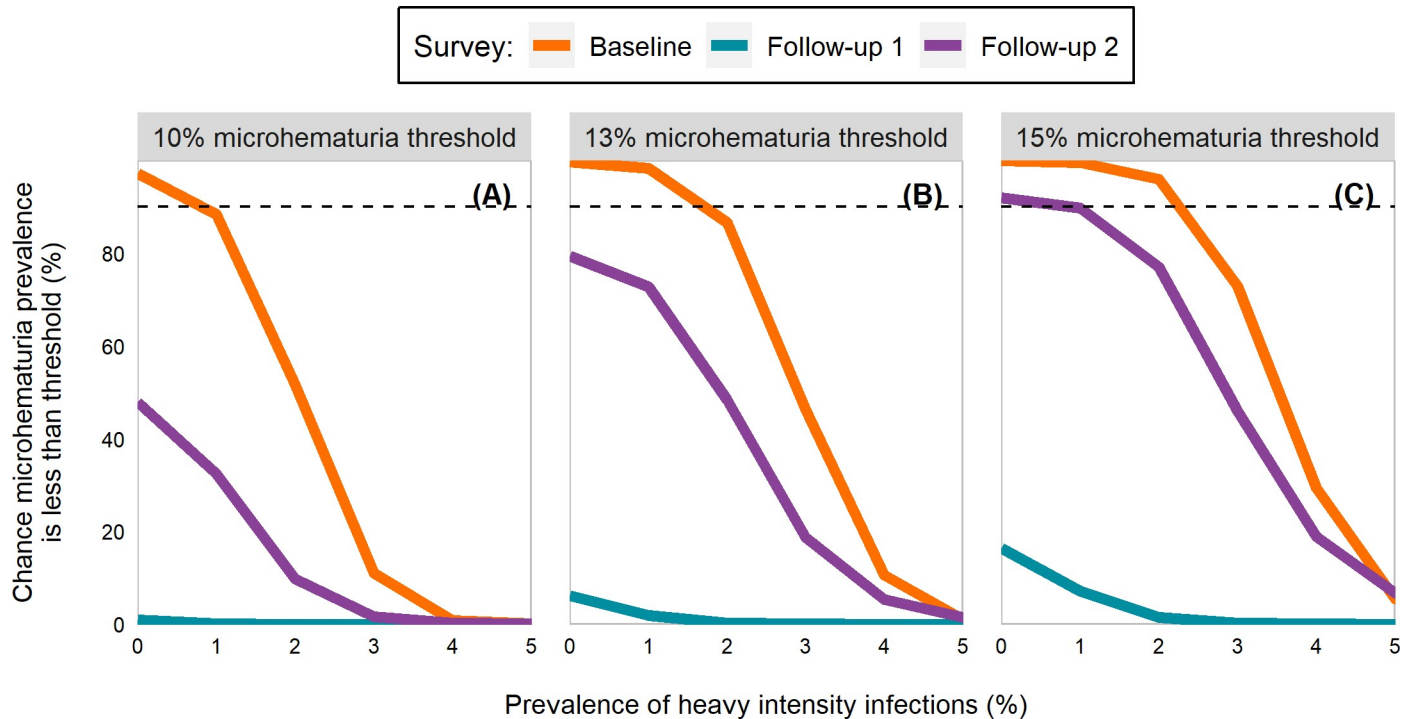 Survey: Baseline Follow-up 1 Follow-up 2
10% microhematuria threshold 13% microhematuria threshold 15% microhematuria threshold
(A) (B) (C)
Chance microhematuria prevalence
is less than threshold (%)
80
60
40
20
0
0 1 2 3 4 5 0 1 2 3 4 5 0 1 2 3 4 5
Prevalence of heavy intensity infections (%)